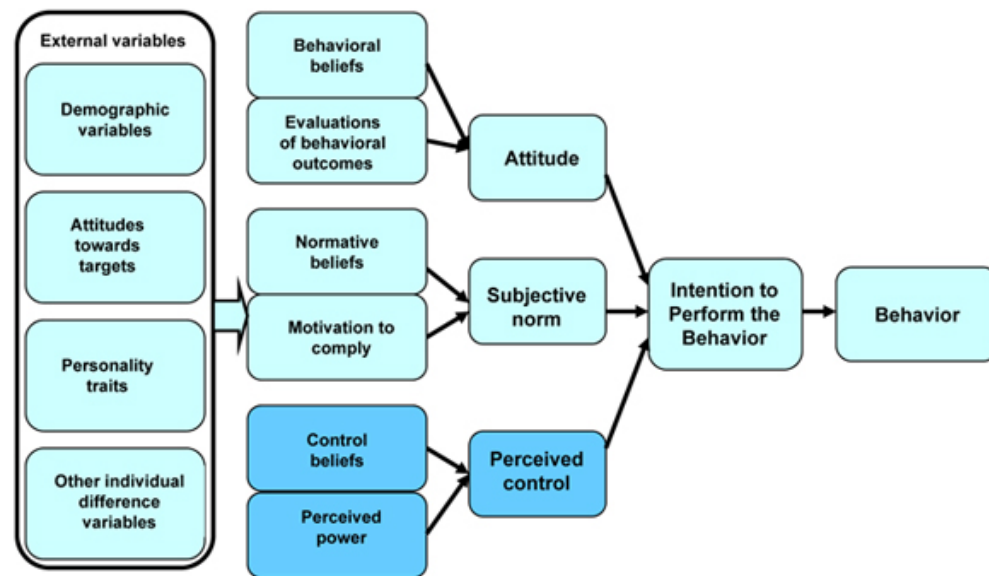 External variables
Demographic
variables
Attitudes
towards
targets
Personality
traits
Other individual
difference
variables
Behavioral
beliefs
Evaluations
of behavioral
outcomes
Normative
beliefs
Motivation to
comply
Control
beliefs
Perceived
power
Attitude
Subjective
norm
Perceived
control
Intention to
Perform the
Behavior
Behavior